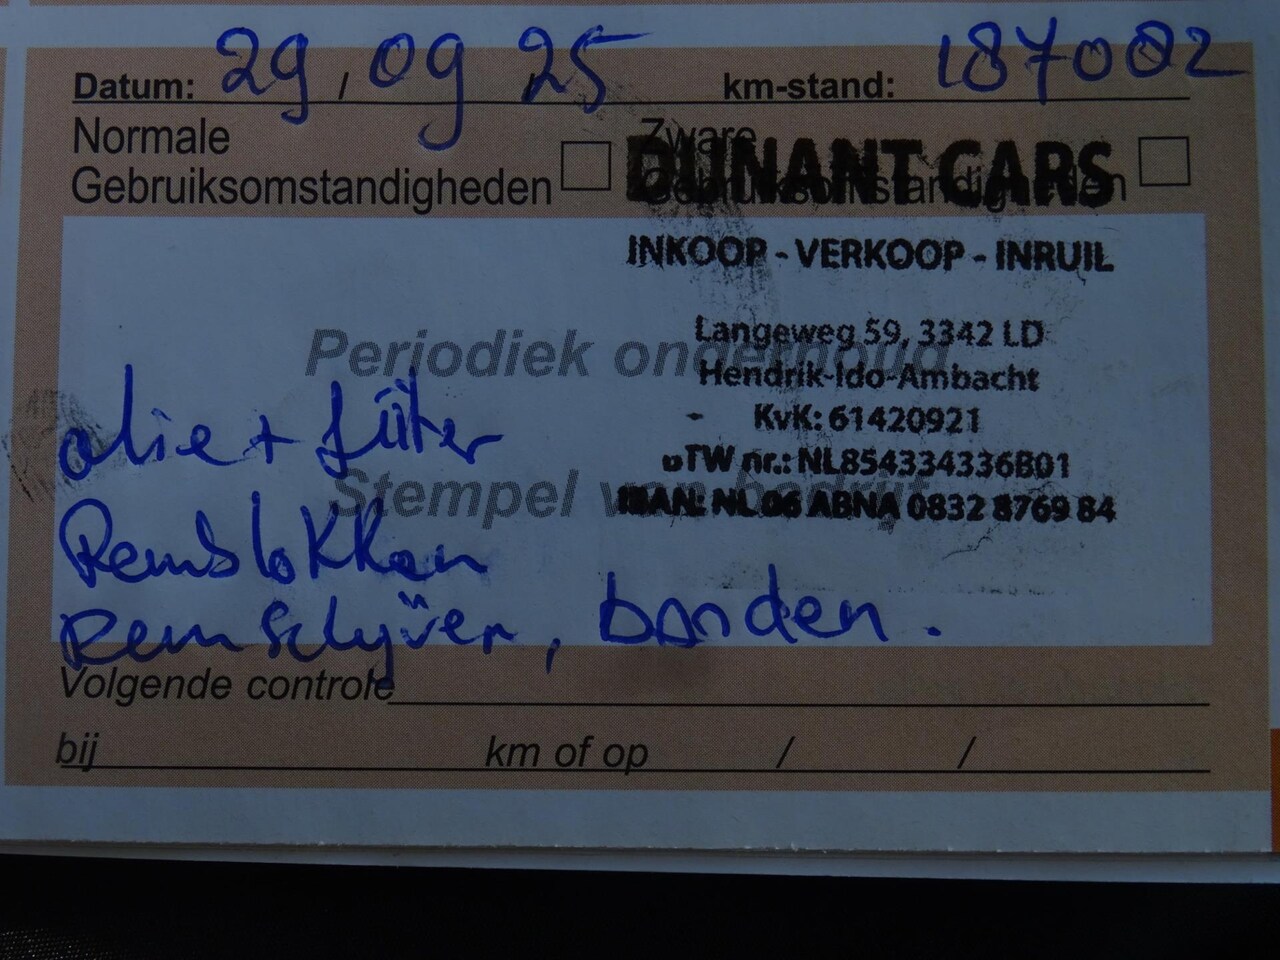 Datum: 29 / 09 / 25 km-stand: 187002
Normale Zware
Gebruiksomstandigheden Gebruiksomstandigheden
DUNANT CARS
INKOOP - VERKOOP - INRUIL
Langeweg 59, 3342 LD
Hendrik-Ido-Ambacht
KvK: 61420921
BTW nr.: NL854334336B01
IBAN: NL 06 ABNA 0832 8769 84
Periodiek onderhoud
Stempel van bedrijf
olie + filter
Remblokken
Remschijven, banden.
Volgende controle
bij km of op / /